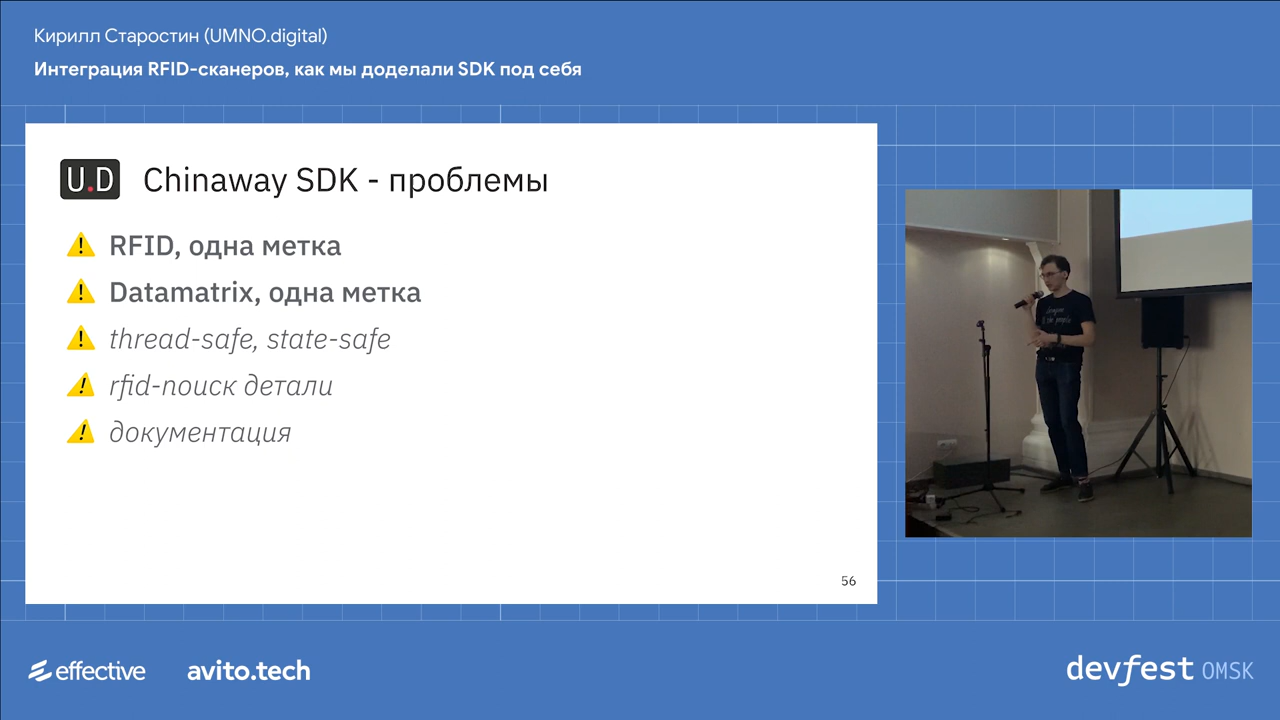 Кирилл Старостин (UMNO.digital)
Интеграция RFID-сканеров, как мы доделали SDK под себя
U.D Chinaway SDK - проблемы
RFID, одна метка
Datamatrix, одна метка
thread-safe, state-safe
rfid-поиск детали
документация
56
effective
avito.tech
devfest OMSK